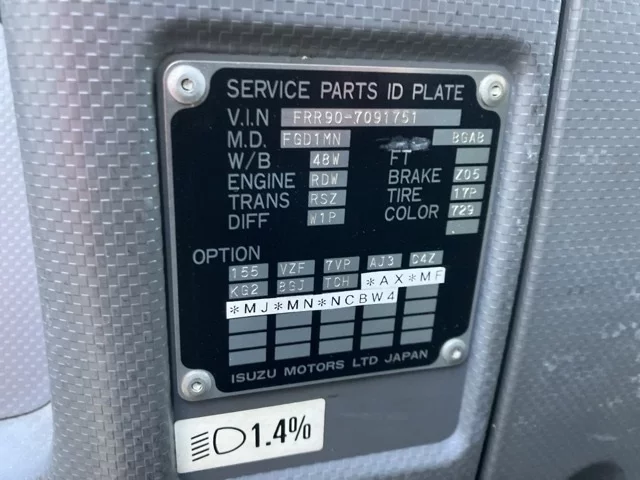 SERVICE PARTS ID PLATE
V.I.N FRR90-7091751
M.D. FGD1MN BGAB
W/B 48W FT
ENGINE RDW BRAKE Z05
TRANS RSZ TIRE 17P
DIFF W1P COLOR 729
OPTION
155 VZF 7VP AJ3 C4Z
KG2 BGJ TCH *AX*MF
*MJ*MN*NCBW4
ISUZU MOTORS LTD JAPAN
1.4%